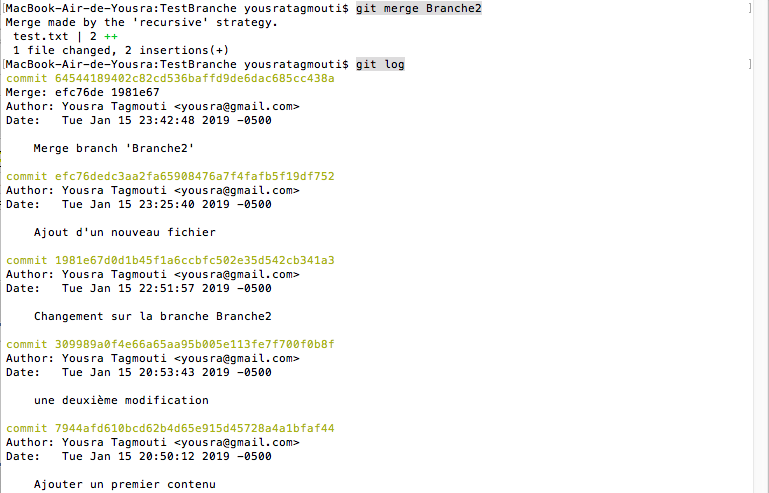 [MacBook-Air-de-Yousra:TestBranche yousratagmouti$ git merge Branche2 ]
Merge made by the 'recursive' strategy.
 test.txt | 2 ++
 1 file changed, 2 insertions(+)
[MacBook-Air-de-Yousra:TestBranche yousratagmouti$ git log ]
commit 64544189402c82cd536baffd9de6dac685cc438a
Merge: efc76de 1981e67
Author: Yousra Tagmouti <yousra@gmail.com>
Date:   Tue Jan 15 23:42:48 2019 -0500
    Merge branch 'Branche2'
commit efc76dedc3aa2fa65908476a7f4fafb5f19df752
Author: Yousra Tagmouti <yousra@gmail.com>
Date:   Tue Jan 15 23:25:40 2019 -0500
    Ajout d'un nouveau fichier
commit 1981e67d0d1b45f1a6ccbfc502e35d542cb341a3
Author: Yousra Tagmouti <yousra@gmail.com>
Date:   Tue Jan 15 22:51:57 2019 -0500
    Changement sur la branche Branche2
commit 309989a0f4e66a65aa95b005e113fe7f700f0b8f
Author: Yousra Tagmouti <yousra@gmail.com>
Date:   Tue Jan 15 20:53:43 2019 -0500
    une deuxième modification
commit 7944afd610bcd62b4d65e915d45728a4a1bfaf44
Author: Yousra Tagmouti <yousra@gmail.com>
Date:   Tue Jan 15 20:50:12 2019 -0500
    Ajouter un premier contenu